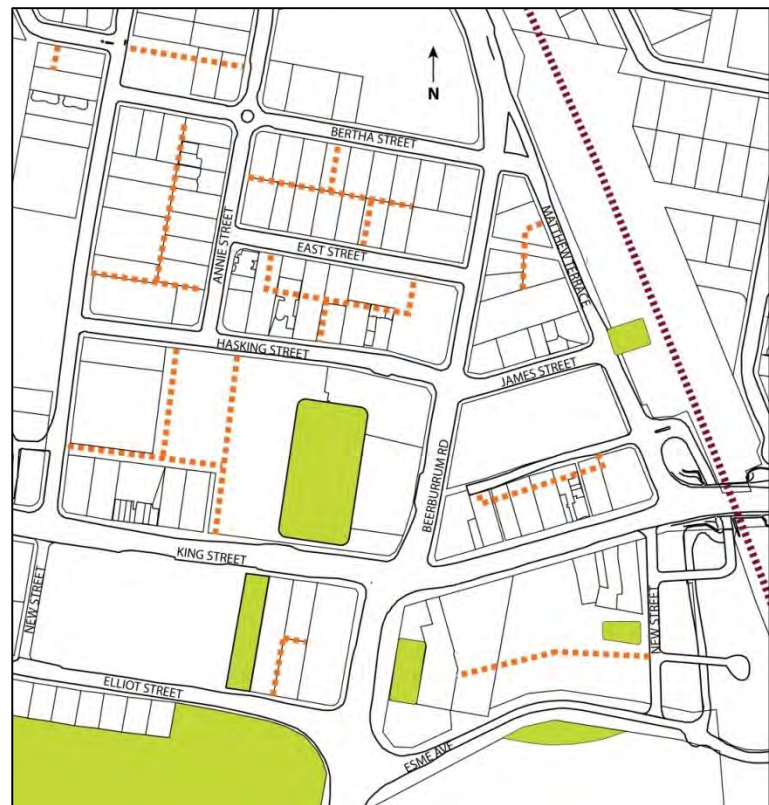 N
BERTHA STREET
ANNIE STREET
MATTHEW TERRACE
EAST STREET
HASKING STREET
JAMES STREET
BEERBURRUM RD
KING STREET
NEW STREET
NEW STREET
ELLIOT STREET
ESME AVE